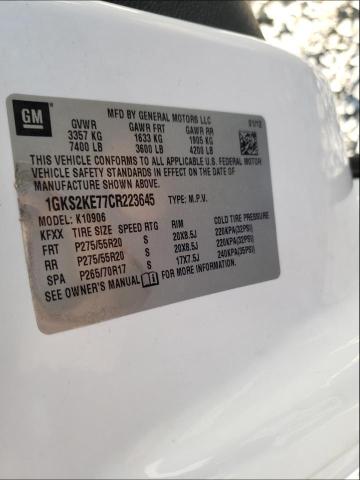 GM
MFD BY GENERAL MOTORS LLC 01/12
GVWR GAWR FRT GAWR RR
3357 KG 1633 KG 1905 KG
7400 LB 3600 LB 4200 LB
THIS VEHICLE CONFORMS TO ALL APPLICABLE U.S. FEDERAL MOTOR
VEHICLE SAFETY STANDARDS IN EFFECT ON THE DATE OF
MANUFACTURE SHOWN ABOVE.
1GKS2KE77CR223645 TYPE: M.P.V.
MODEL: K10906
KFXX TIRE SIZE SPEED RTG RIM COLD TIRE PRESSURE
FRT P275/55R20 S 20X8.5J 220KPA(32PSI)
RR P275/55R20 S 20X8.5J 220KPA(32PSI)
SPA P265/70R17 S 17X7.5J 240KPA(35PSI)
SEE OWNER'S MANUAL FOR MORE INFORMATION.